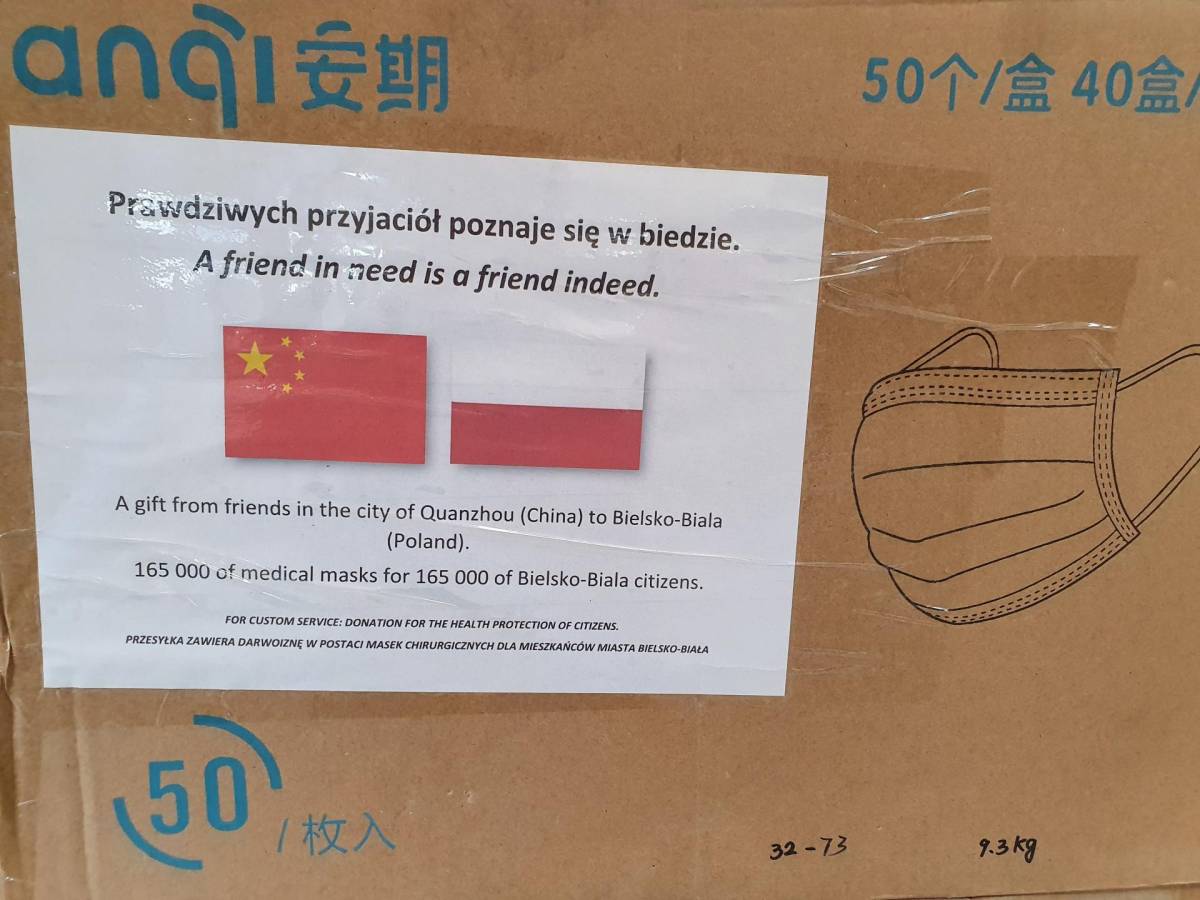 anqi 安期
50个/盒 40盒/
Prawdziwych przyjaciół poznaje się w biedzie.
A friend in need is a friend indeed.
A gift from friends in the city of Quanzhou (China) to Bielsko-Biala
(Poland).
165 000 of medical masks for 165 000 of Bielsko-Biala citizens.
FOR CUSTOM SERVICE: DONATION FOR THE HEALTH PROTECTION OF CITIZENS.
PRZESYŁKA ZAWIERA DARWOIZNĘ W POSTACI MASEK CHIRURGICZNYCH DLA MIESZKAŃCÓW MIASTA BIELSKO-BIAŁA
50 /枚入
32-73 9.3kg